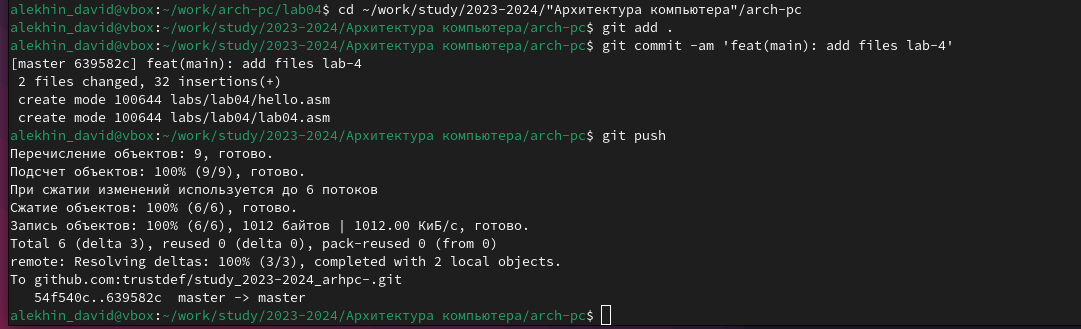 alekhin_david@vbox:~/work/arch-pc/lab04$ cd ~/work/study/2023-2024/"Архитектура компьютера"/arch-pc
alekhin_david@vbox:~/work/study/2023-2024/Архитектура компьютера/arch-pc$ git add .
alekhin_david@vbox:~/work/study/2023-2024/Архитектура компьютера/arch-pc$ git commit -am 'feat(main): add files lab-4'
[master 639582c] feat(main): add files lab-4
 2 files changed, 32 insertions(+)
 create mode 100644 labs/lab04/hello.asm
 create mode 100644 labs/lab04/lab04.asm
alekhin_david@vbox:~/work/study/2023-2024/Архитектура компьютера/arch-pc$ git push
Перечисление объектов: 9, готово.
Подсчет объектов: 100% (9/9), готово.
При сжатии изменений используется до 6 потоков
Сжатие объектов: 100% (6/6), готово.
Запись объектов: 100% (6/6), 1012 байтов | 1012.00 КиБ/с, готово.
Total 6 (delta 3), reused 0 (delta 0), pack-reused 0 (from 0)
remote: Resolving deltas: 100% (3/3), completed with 2 local objects.
To github.com:trustdef/study_2023-2024_arhpc-.git
   54f540c..639582c  master -> master
alekhin_david@vbox:~/work/study/2023-2024/Архитектура компьютера/arch-pc$